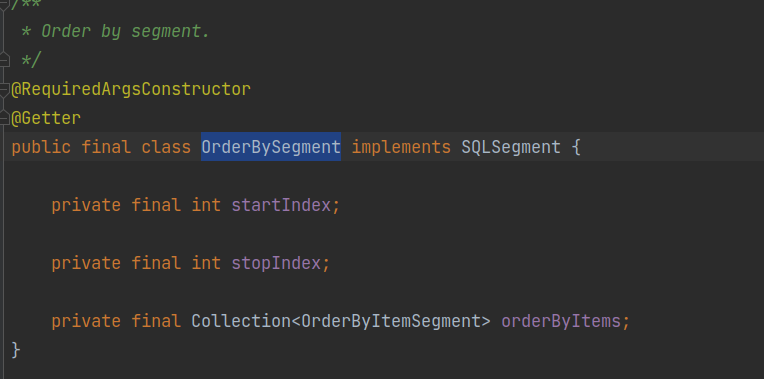 /**
 * Order by segment.
 */
@RequiredArgsConstructor
@Getter
public final class OrderBySegment implements SQLSegment {
    private final int startIndex;
    private final int stopIndex;
    private final Collection<OrderByItemSegment> orderByItems;
}